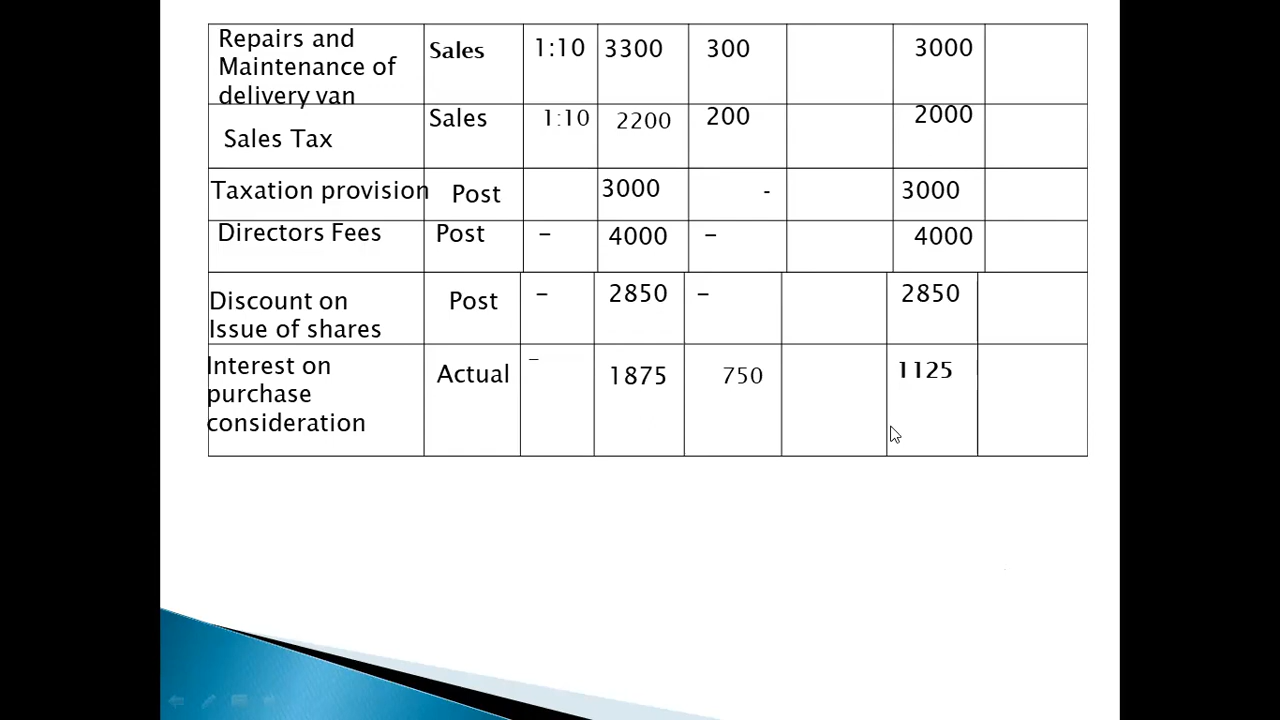 Repairs and
Maintenance of
delivery van
Sales
1:10
3300
300
3000
Sales Tax
Sales
1:10
2200
200
2000
Taxation provision
Post
3000
-
3000
Directors Fees
Post
–
4000
–
4000
Discount on
Issue of shares
Post
–
2850
–
2850
Interest on
purchase
consideration
Actual
–
1875
750
1125